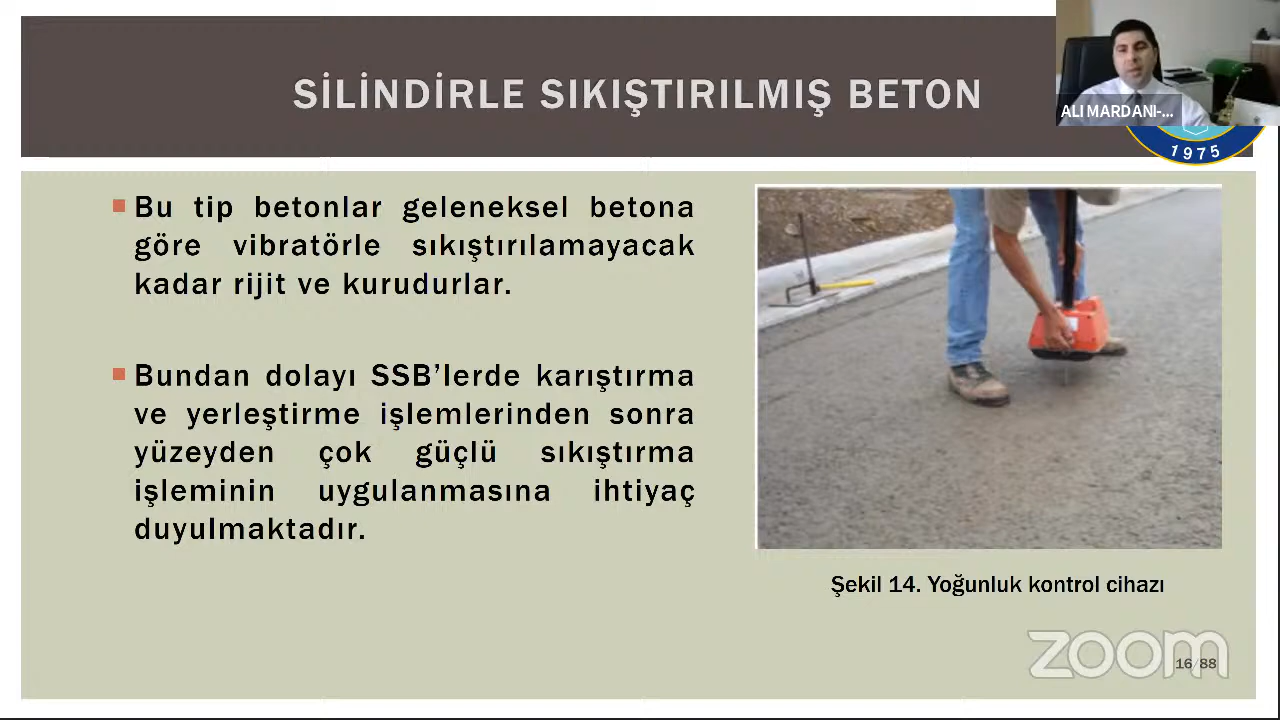 SİLİNDİRLE SIKIŞTIRILMIŞ BETON
ALI MARDANI-...
1975
Bu tip betonlar geleneksel betona
göre vibratörle sıkıştırılamayacak
kadar rijit ve kurudurlar.
Bundan dolayı SSB’lerde karıştırma
ve yerleştirme işlemlerinden sonra
yüzeyden çok güçlü sıkıştırma
işleminin uygulanmasına ihtiyaç
duyulmaktadır.
Şekil 14. Yoğunluk kontrol cihazı
zoom
16/88